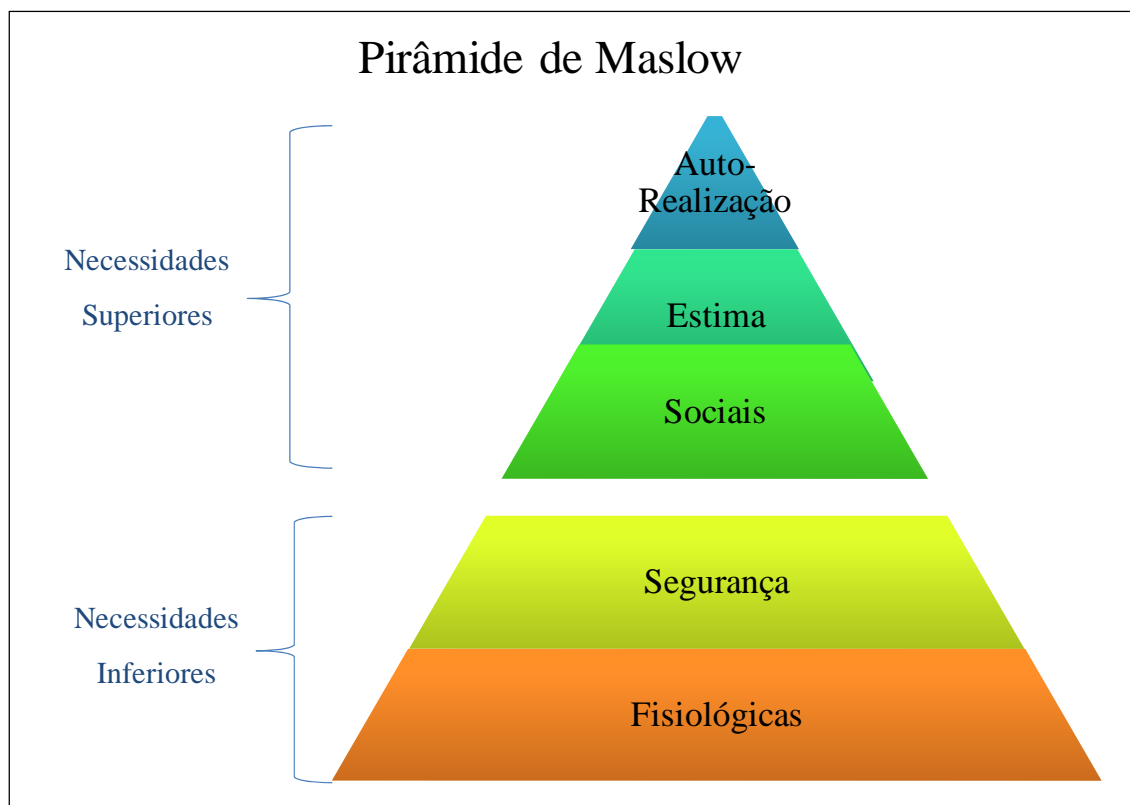 Pirâmide de Maslow
Auto-
Realização
Necessidades
Superiores
Estima
Sociais
Segurança
Necessidades
Inferiores
Fisiológicas